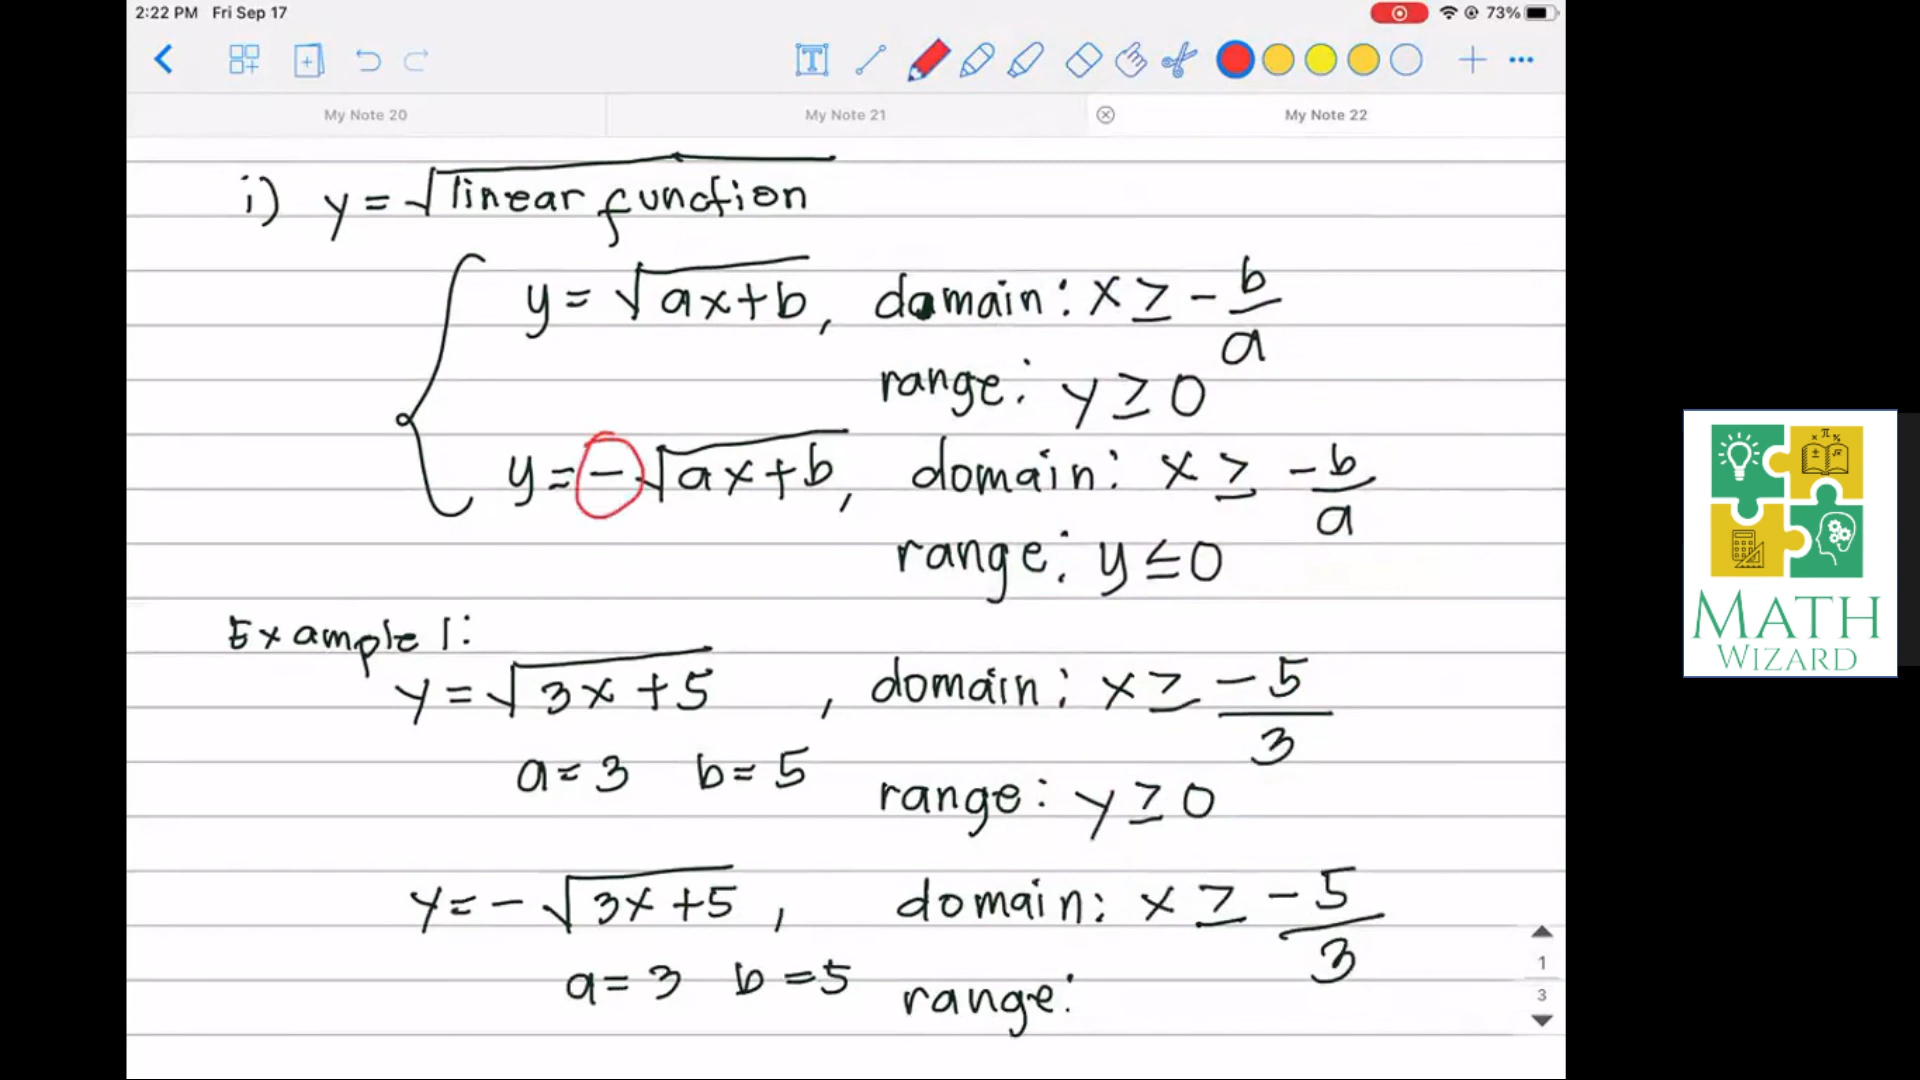 2:22 PM Fri Sep 17 73%
My Note 20 My Note 21 My Note 22
i) y = √linear function
y = √ax+b, domain: x ≥ - b/a
range: y ≥ 0
y = -√ax+b, domain: x ≥ -b/a
range: y ≤ 0
Example 1:
y = √3x+5, domain: x ≥ -5/3
a = 3 b = 5
range: y ≥ 0
y = -√3x+5, domain: x ≥ -5/3
a = 3 b = 5
range:
1
3
MATH
WIZARD